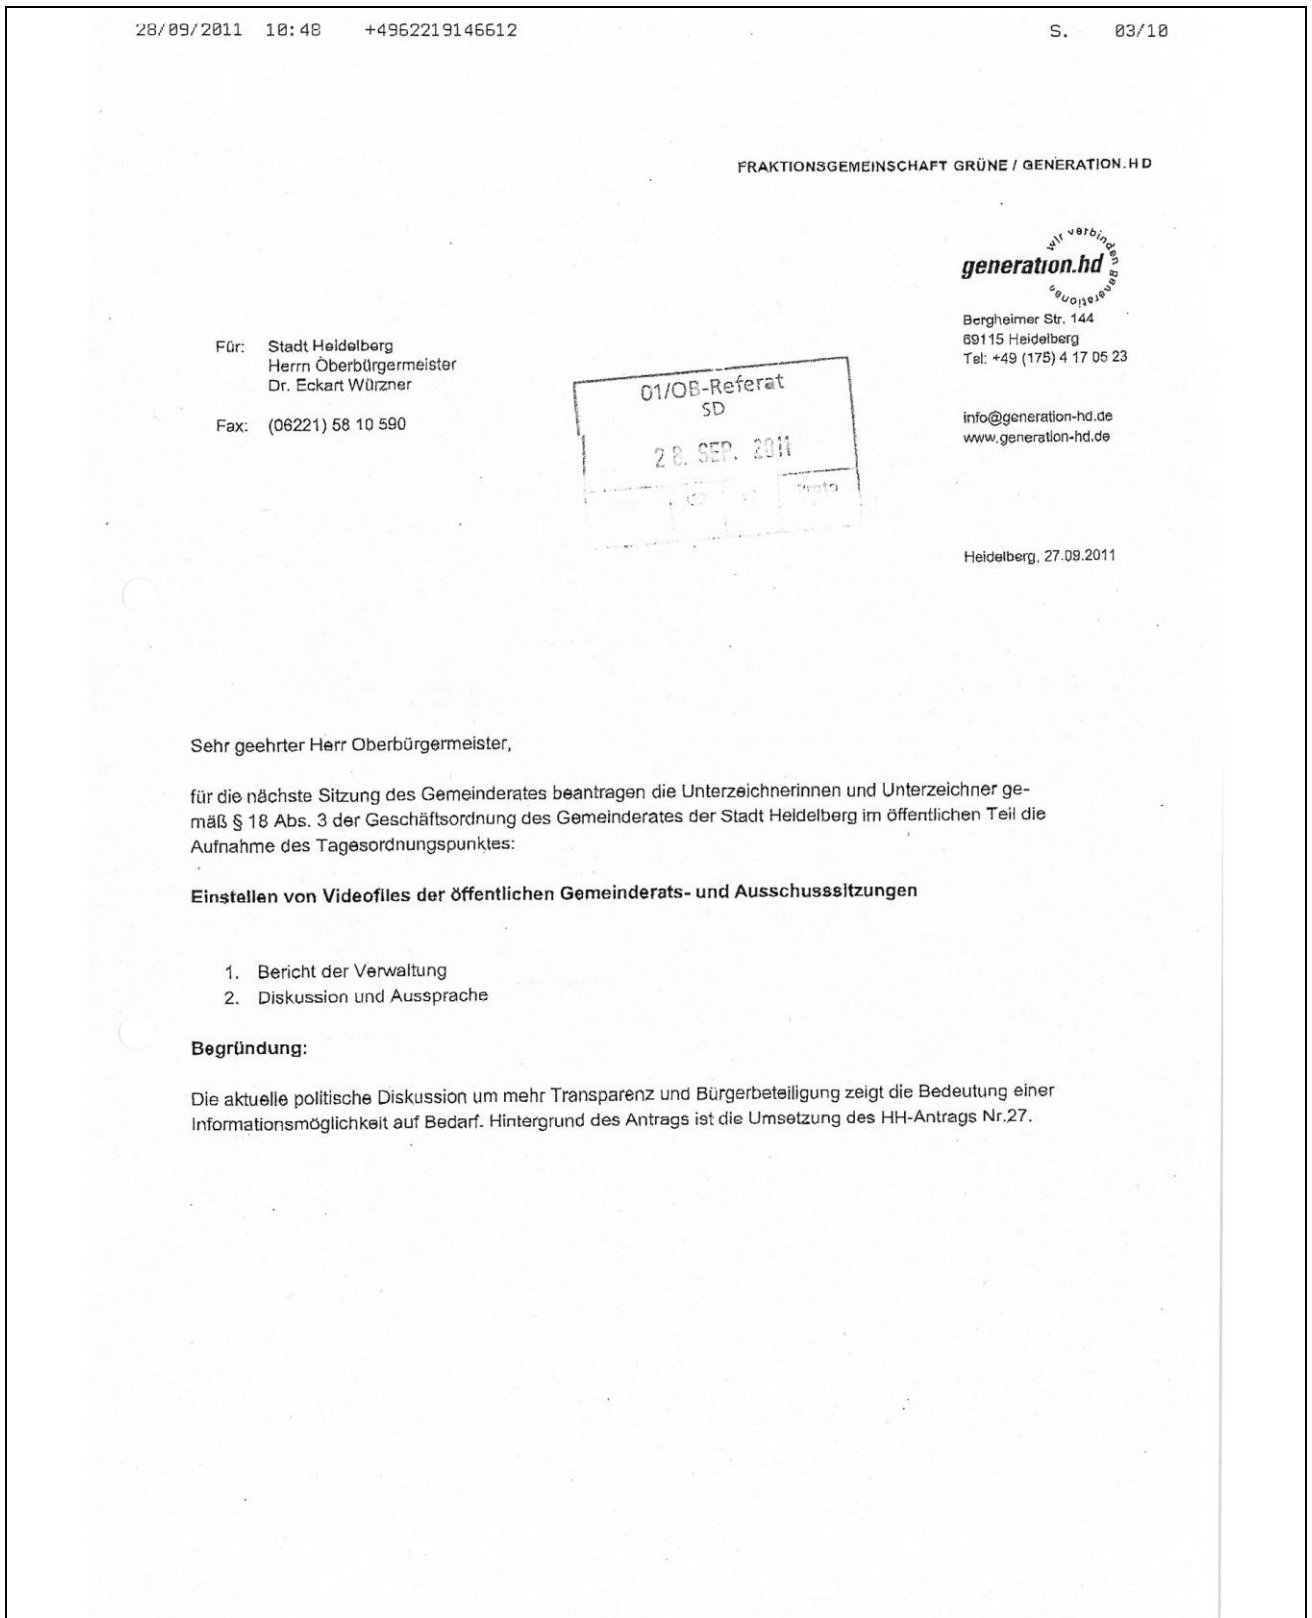 28/09/2011 10:48 +4962219146612 S. 03/10
FRAKTIONSGEMEINSCHAFT GRÜNE / GENERATION.HD
wir verbinden generationen
generation.hd
Bergheimer Str. 144
69115 Heidelberg
Tel: +49 (175) 4 17 05 23
info@generation-hd.de
www.generation-hd.de
Für: Stadt Heidelberg
Herrn Oberbürgermeister
Dr. Eckart Würzner
Fax: (06221) 58 10 590
01/OB-Referat
SD
28. SEP. 2011
Heidelberg, 27.09.2011
Sehr geehrter Herr Oberbürgermeister,
für die nächste Sitzung des Gemeinderates beantragen die Unterzeichnerinnen und Unterzeichner ge-
mäß § 18 Abs. 3 der Geschäftsordnung des Gemeinderates der Stadt Heidelberg im öffentlichen Teil die
Aufnahme des Tagesordnungspunktes:
Einstellen von Videofiles der öffentlichen Gemeinderats- und Ausschusssitzungen
1. Bericht der Verwaltung
2. Diskussion und Aussprache
Begründung:
Die aktuelle politische Diskussion um mehr Transparenz und Bürgerbeteiligung zeigt die Bedeutung einer
Informationsmöglichkeit auf Bedarf. Hintergrund des Antrags ist die Umsetzung des HH-Antrags Nr.27.